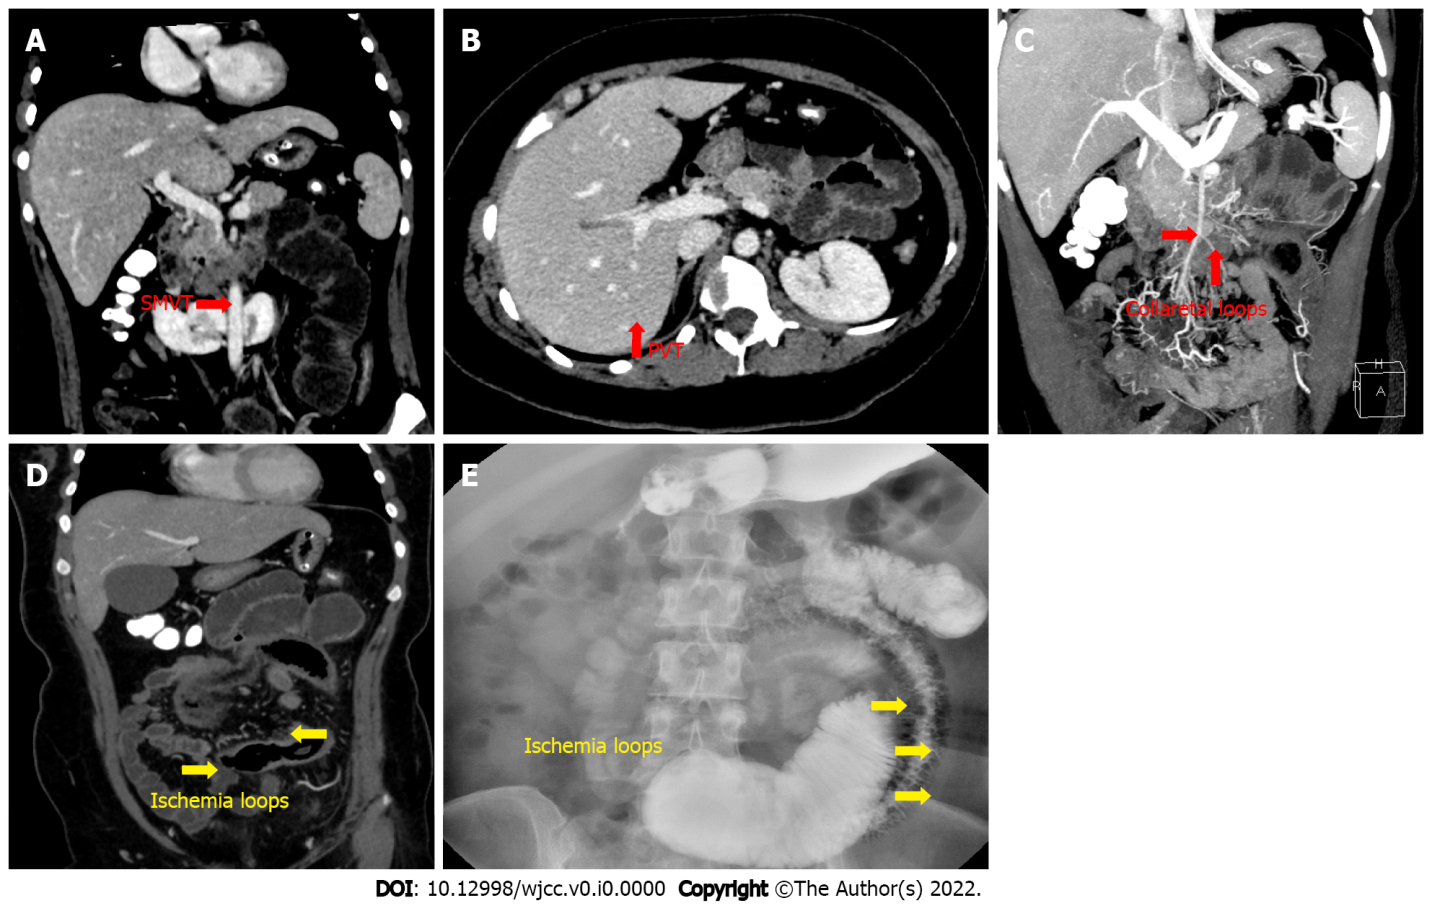 A
B
C
SMVT
PVT
Collaretal loops
H
R
A
D
E
Ischemia loops
Ischemia loops
DOI: 10.12998/wjcc.v0.i0.0000 Copyright ©The Author(s) 2022.